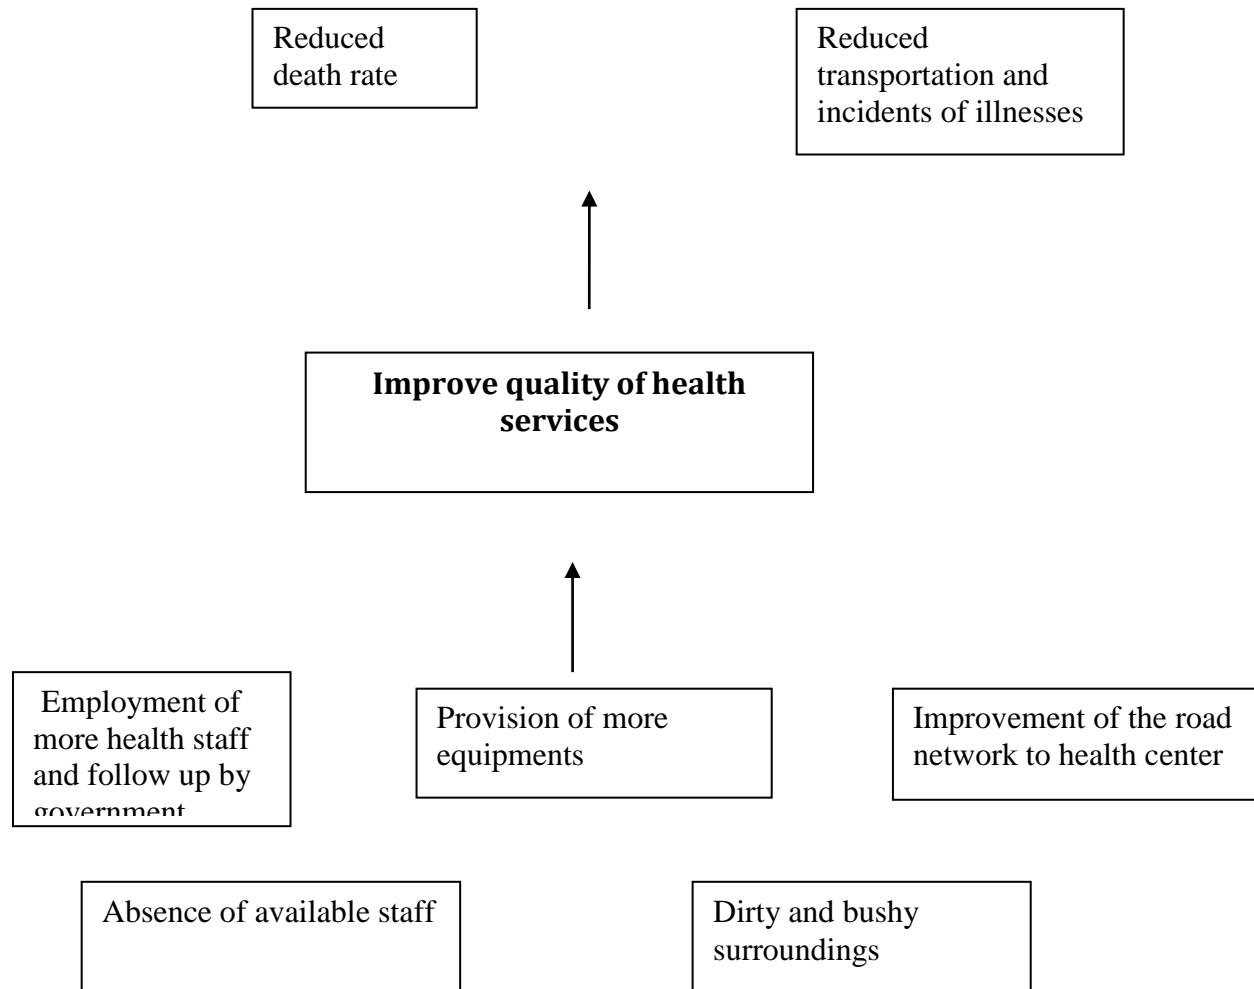 Reduced
death rate
Reduced
transportation and
incidents of illnesses
Improve quality of health
services
Employment of
more health staff
and follow up by
government
Provision of more
equipments
Improvement of the road
network to health center
Absence of available staff
Dirty and bushy
surroundings